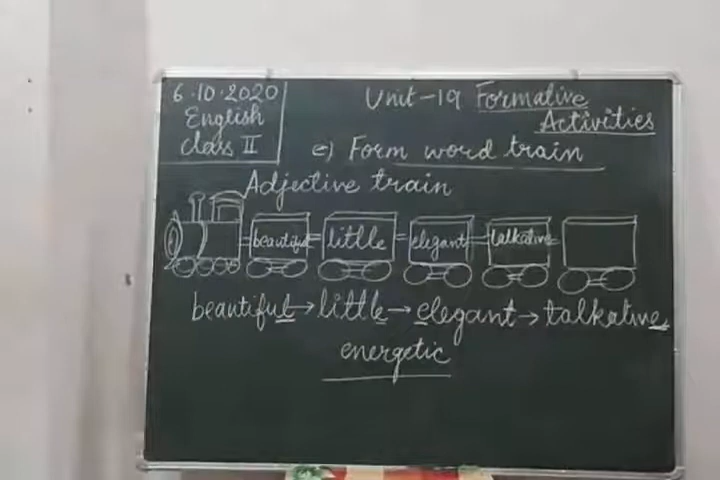 6.10.2020
English
Class II
Unit-19 Formative
Activities
e) Form word train
Adjective train
beautiful little elegant talkative
beautiful→little→elegant→talkative
energetic